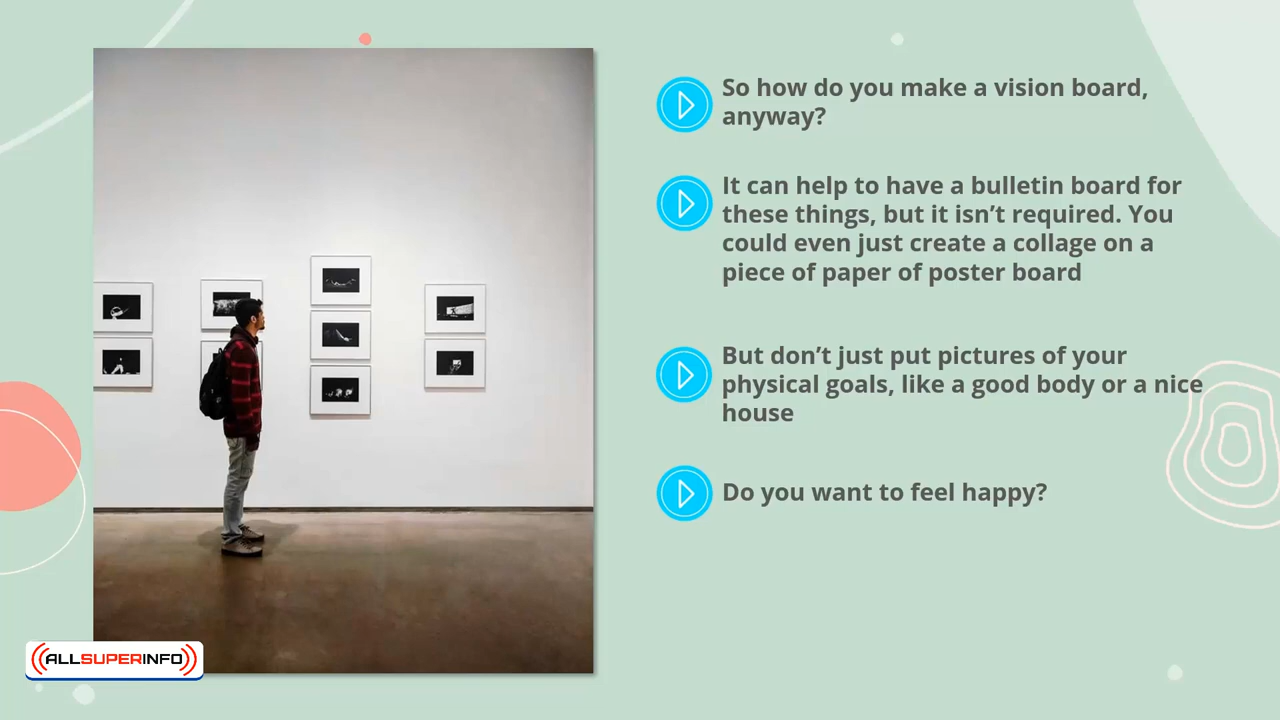 So how do you make a vision board,
anyway?
It can help to have a bulletin board for
these things, but it isn’t required. You
could even just create a collage on a
piece of paper of poster board
But don’t just put pictures of your
physical goals, like a good body or a nice
house
Do you want to feel happy?
ALLSUPERINFO